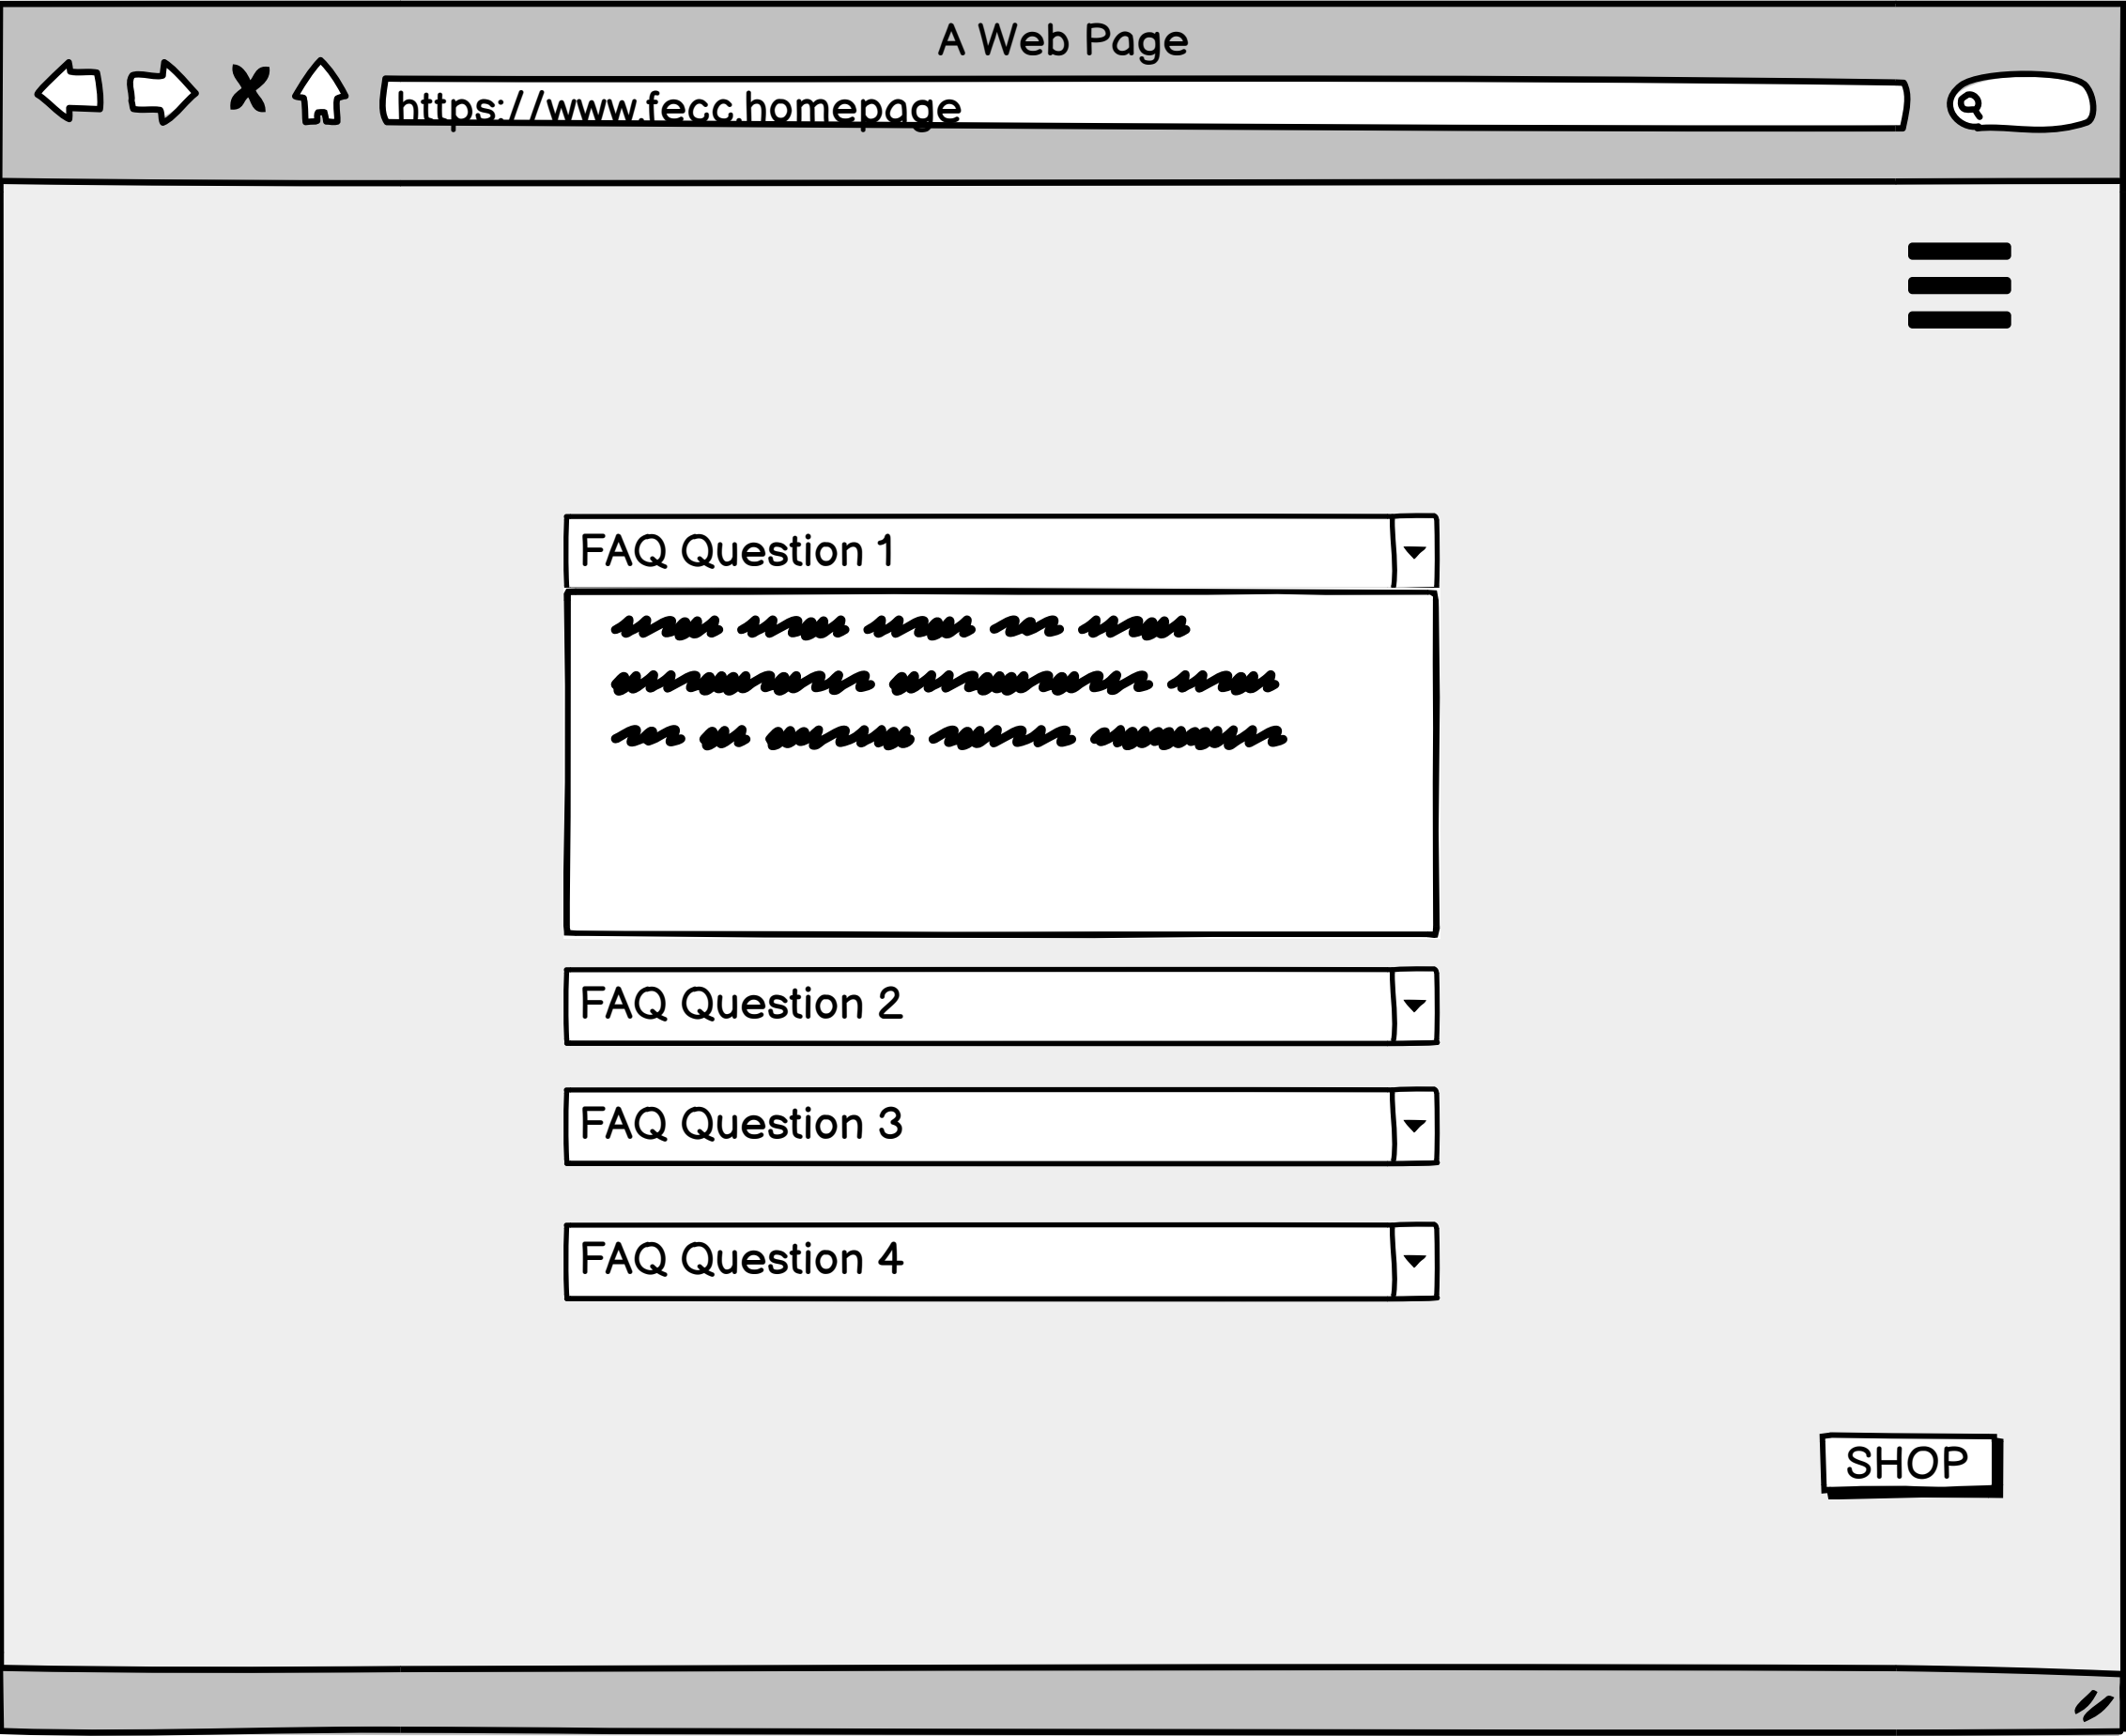 A Web Page
https://www.fecc.homepage
FAQ Question 1
FAQ Question 2
FAQ Question 3
FAQ Question 4
SHOP